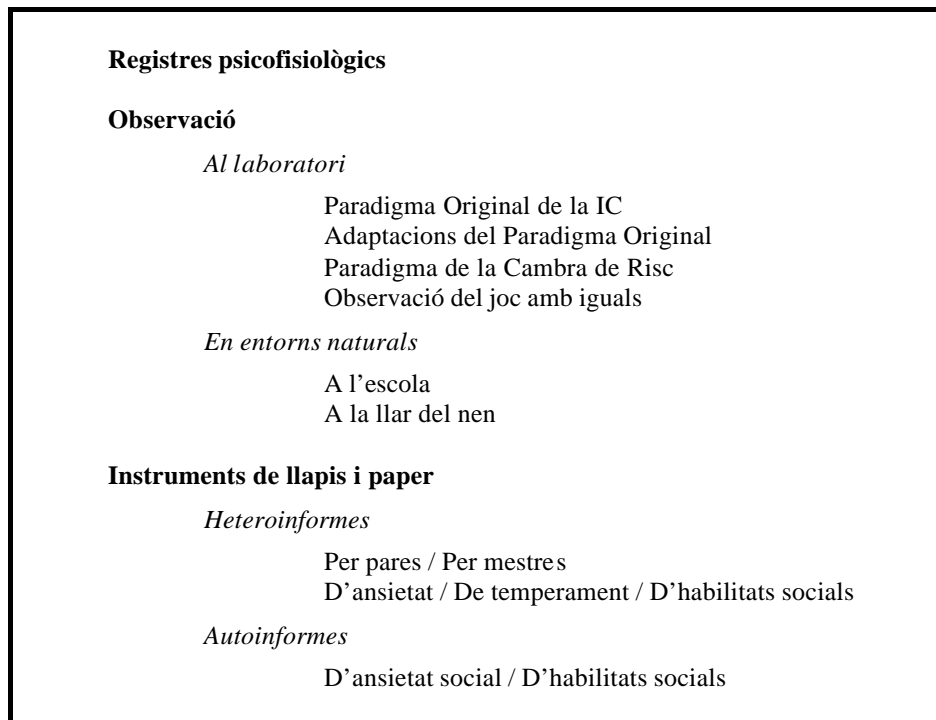 Registres psicofisiològics
Observació
Al laboratori
Paradigma Original de la IC
Adaptacions del Paradigma Original
Paradigma de la Cambra de Risc
Observació del joc amb iguals
En entorns naturals
A l’escola
A la llar del nen
Instruments de llapis i paper
Heteroinformes
Per pares / Per mestres
D’ansietat / De temperament / D’habilitats socials
Autoinformes
D’ansietat social / D’habilitats socials